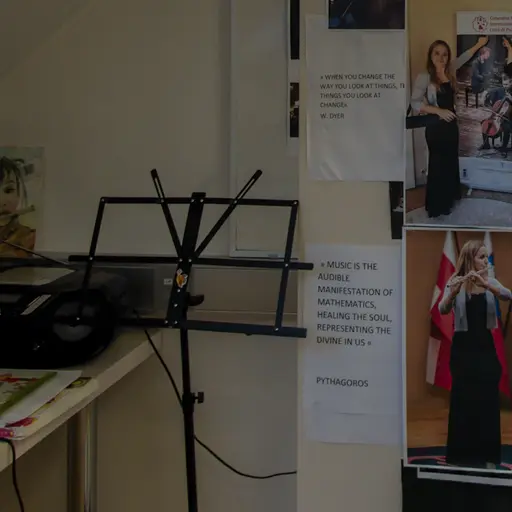 « WHEN YOU CHANGE THE
WAY YOU LOOK AT THINGS, TH
THINGS YOU LOOK AT
CHANGE«
W. DYER
» MUSIC IS THE
AUDIBLE
MANIFESTATION OF
MATHEMATICS,
HEALING THE SOUL,
REPRESENTING THE
DIVINE IN US «
PYTHAGOROS